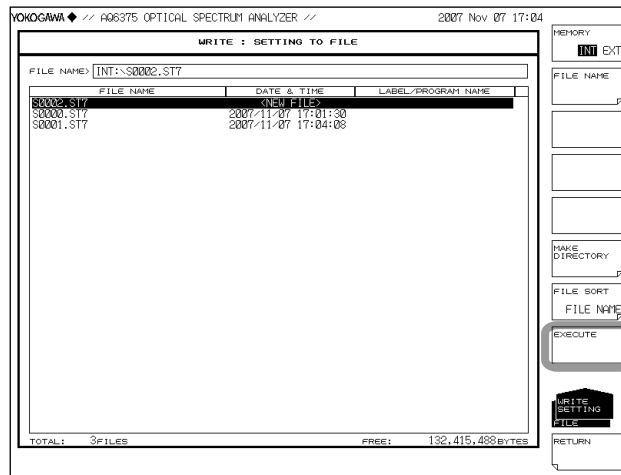 YOKOGAWA ◆ // AQ6375 OPTICAL SPECTRUM ANALYZER // 2007 Nov 07 17:04
WRITE : SETTING TO FILE
FILE NAME> INT:\S0002.ST7
FILE NAME DATE & TIME LABEL/PROGRAM NAME
S0002.ST7 <NEW FILE>
S0000.ST7 2007/11/07 17:01:30
S0001.ST7 2007/11/07 17:04:08
TOTAL: 3FILES FREE: 132,415,488 BYTES
MEMORY
INT EXT
FILE NAME
MAKE
DIRECTORY
FILE SORT
FILE NAME
EXECUTE
WRITE
SETTING
FILE
RETURN